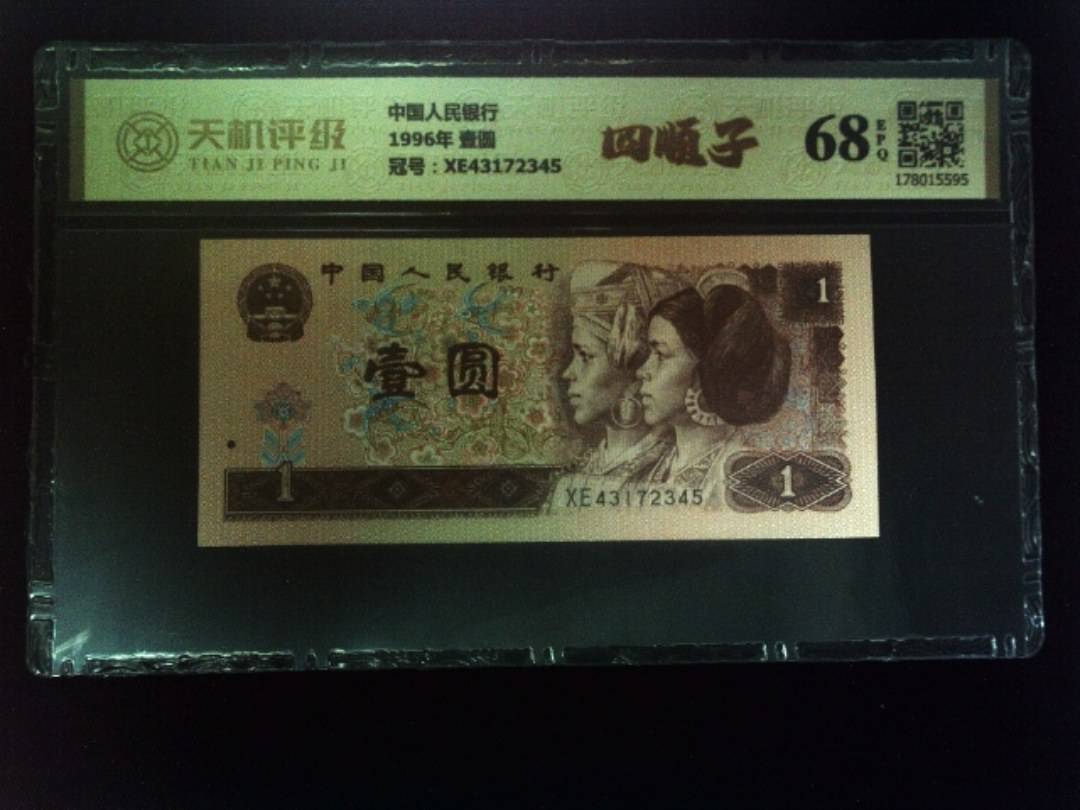 天机评级
TIAN JI PING JI
中国人民银行
1996年 壹圆
冠号：XE43172345
四顺子
68
EPQ
178015595
中国人民银行
1
壹圆
1
XE43172345
1